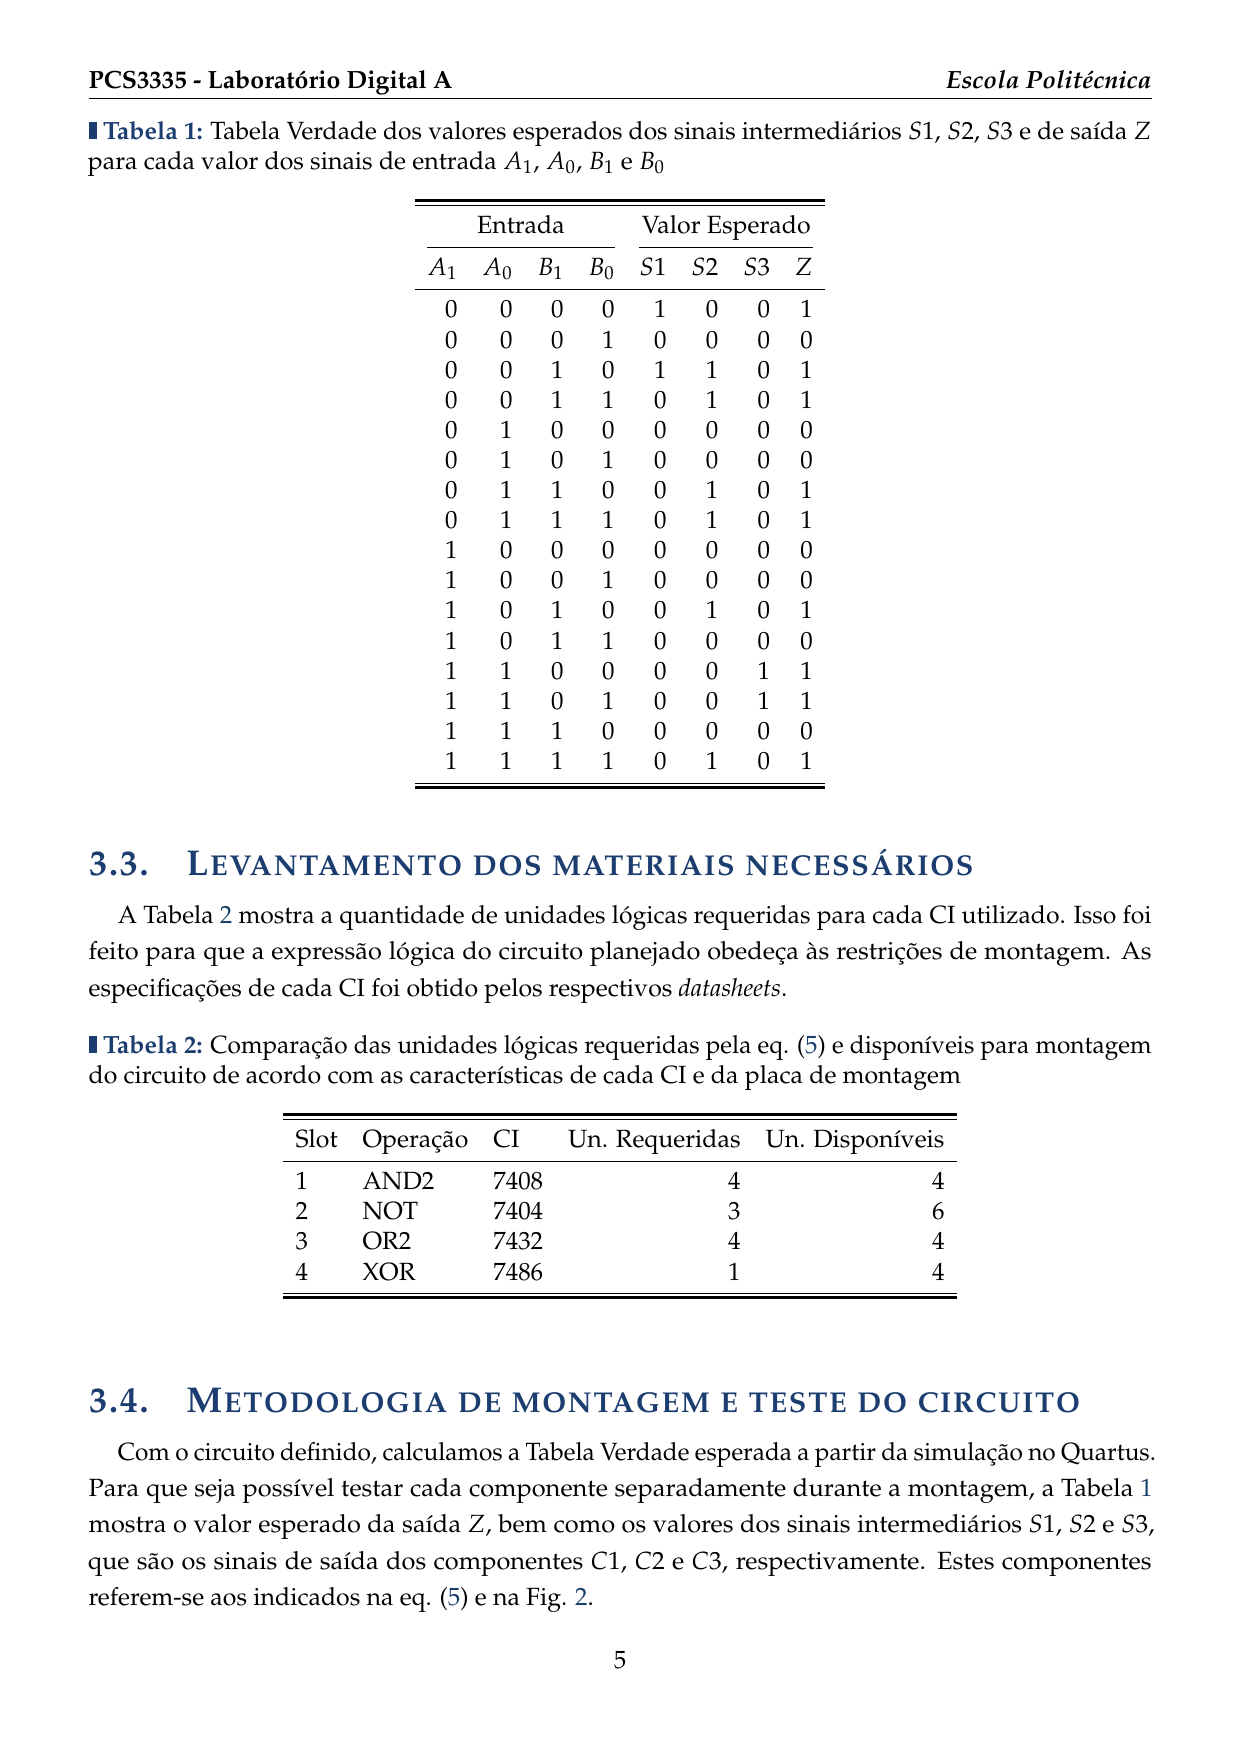 PCS3335 - Laboratório Digital A Escola Politécnica
Tabela 1: Tabela Verdade dos valores esperados dos sinais intermediários S1, S2, S3 e de saída Z
para cada valor dos sinais de entrada A1, A0, B1 e B0
Entrada Valor Esperado
A1 A0 B1 B0 S1 S2 S3 Z
0 0 0 0 1 0 0 1
0 0 0 1 0 0 0 0
0 0 1 0 1 1 0 1
0 0 1 1 0 1 0 1
0 1 0 0 0 0 0 0
0 1 0 1 0 0 0 0
0 1 1 0 0 1 0 1
0 1 1 1 0 1 0 1
1 0 0 0 0 0 0 0
1 0 0 1 0 0 0 0
1 0 1 0 0 1 0 1
1 0 1 1 0 0 0 0
1 1 0 0 0 0 1 1
1 1 0 1 0 0 1 1
1 1 1 0 0 0 0 0
1 1 1 1 0 1 0 1
3.3. LEVANTAMENTO DOS MATERIAIS NECESSÁRIOS
A Tabela 2 mostra a quantidade de unidades lógicas requeridas para cada CI utilizado. Isso foi
feito para que a expressão lógica do circuito planejado obedeça às restrições de montagem. As
especificações de cada CI foi obtido pelos respectivos datasheets.
Tabela 2: Comparação das unidades lógicas requeridas pela eq. (5) e disponíveis para montagem
do circuito de acordo com as características de cada CI e da placa de montagem
Slot Operação CI Un. Requeridas Un. Disponíveis
1 AND2 7408 4 4
2 NOT 7404 3 6
3 OR2 7432 4 4
4 XOR 7486 1 4
3.4. METODOLOGIA DE MONTAGEM E TESTE DO CIRCUITO
Com o circuito definido, calculamos a Tabela Verdade esperada a partir da simulação no Quartus.
Para que seja possível testar cada componente separadamente durante a montagem, a Tabela 1
mostra o valor esperado da saída Z, bem como os valores dos sinais intermediários S1, S2 e S3,
que são os sinais de saída dos componentes C1, C2 e C3, respectivamente. Estes componentes
referem-se aos indicados na eq. (5) e na Fig. 2.
5